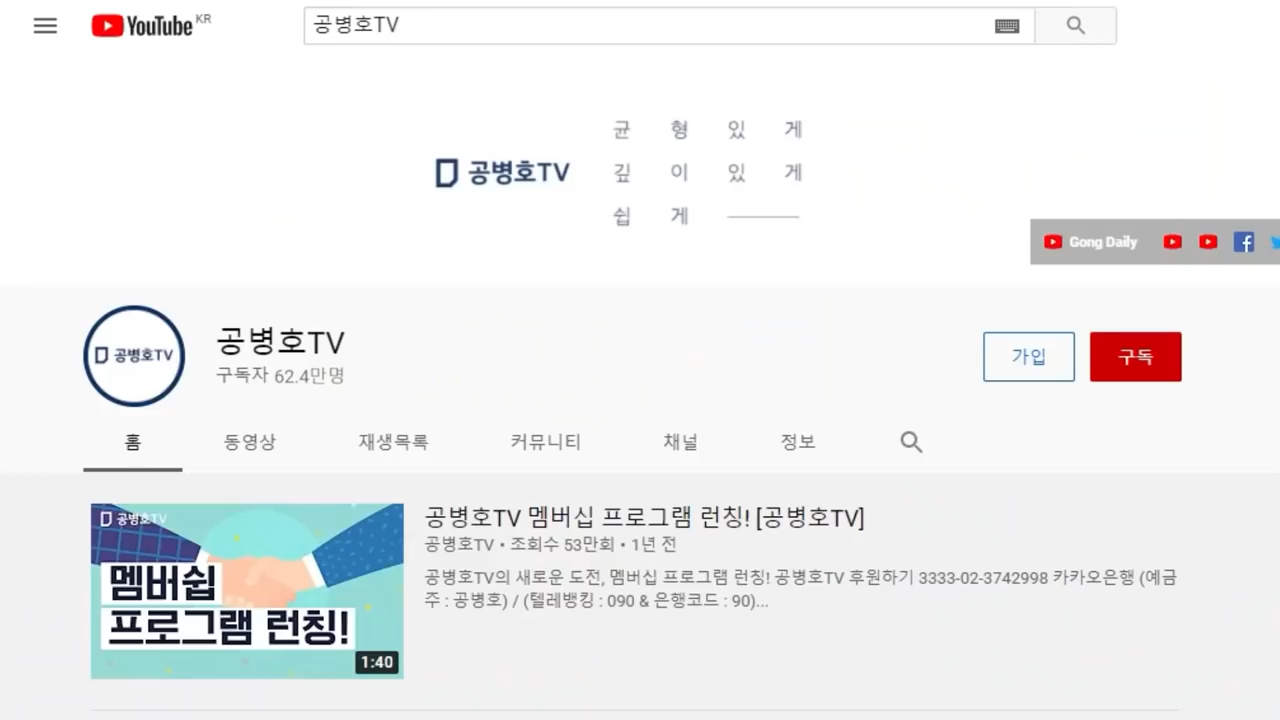 YouTube KR
공병호TV
균 형 있 게
공병호TV
깊 이 있 게
쉽 게
Gong Daily
공병호TV
공병호TV
구독자 62.4만명
가입
구독
홈 동영상 재생목록 커뮤니티 채널 정보
공병호TV
멤버쉽
프로그램 런칭!
1:40
공병호TV 멤버십 프로그램 런칭! [공병호TV]
공병호TV • 조회수 53만회 • 1년 전
공병호TV의 새로운 도전, 멤버십 프로그램 런칭! 공병호TV 후원하기 3333-02-3742998 카카오은행 (예금
주 : 공병호) / (텔레뱅킹 : 090 & 은행코드 : 90)...